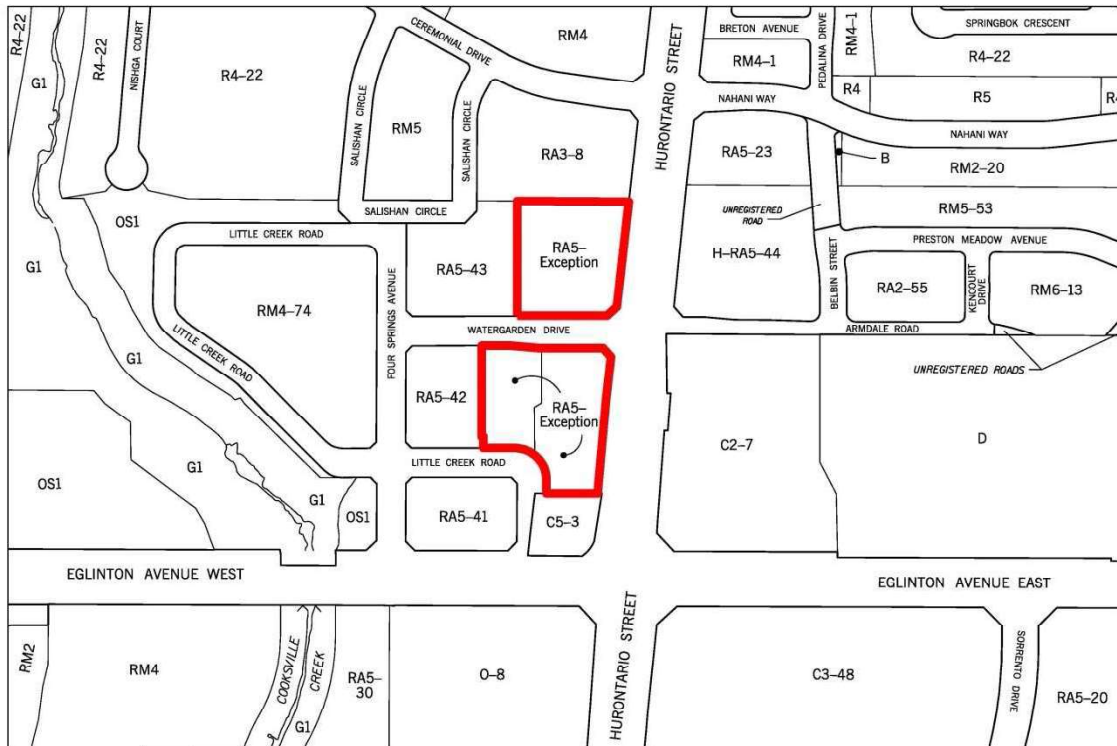 R4–22
G1
R4–22
NISHGA COURT
R4–22
CEREMONIAL DRIVE
RM4
HURONTARIO STREET
BRETON AVENUE
PEDALINA DRIVE
RM4–1
SPRINGBOK CRESCENT
RM4–1
R4–22
R4
R5
NAHANI WAY
NAHANI WAY
SALISHAN CIRCLE
RM5
SALISHAN CIRCLE
RA3–8
RA5–23
B
RM2–20
SALISHAN CIRCLE
OS1
LITTLE CREEK ROAD
UNREGISTERED
ROAD
RM5–53
PRESTON MEADOW AVENUE
G1
RA5–43
RA5–
Exception
H–RA5–44
BELBIN STREET
RA2–55
KENCOURT
DRIVE
RM6–13
RM4–74
FOUR SPRINGS AVENUE
WATERGARDEN DRIVE
ARMDALE ROAD
UNREGISTERED ROADS
G1
LITTLE CREEK ROAD
RA5–42
RA5–
Exception
C2–7
D
LITTLE CREEK ROAD
G1
OS1
G1
OS1
RA5–41
C5–3
EGLINTON AVENUE WEST
EGLINTON AVENUE EAST
RM2
RM4
COOKSVILLE
CREEK
G1
RA5–
30
O–8
HURONTARIO STREET
C3–48
SORRENTO DRIVE
RA5–20